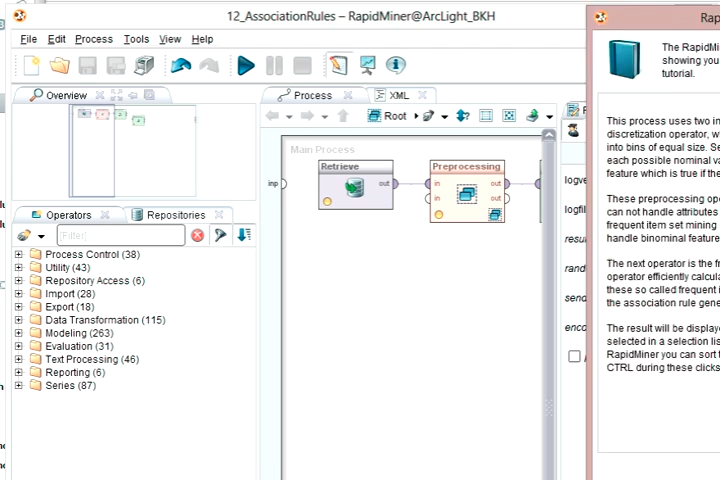 12_AssociationRules – RapidMiner@ArcLight_BKH
Rap
File Edit Process Tools View Help
The RapidMi
showing you
tutorial.
Overview
Process
XML
Root
Main Process
inp
Retrieve
out
Preprocessing
in
in
out
out
This process uses two in
discretization operator, w
into bins of equal size. Se
each possible nominal va
feature which is true if the
These preprocessing ope
can not handle attributes
frequent item set mining
handle binominal feature
The next operator is the fr
operator efficiently calcula
these so called frequent i
the association rule gene
The result will be displaye
selected in a selection lis
RapidMiner you can sort t
CTRL during these clicks
logve
logfil
resu
rand
send
enco
Operators
Repositories
[Filter]
Process Control (38)
Utility (43)
Repository Access (6)
Import (28)
Export (18)
Data Transformation (115)
Modeling (263)
Evaluation (31)
Text Processing (46)
Reporting (6)
Series (87)